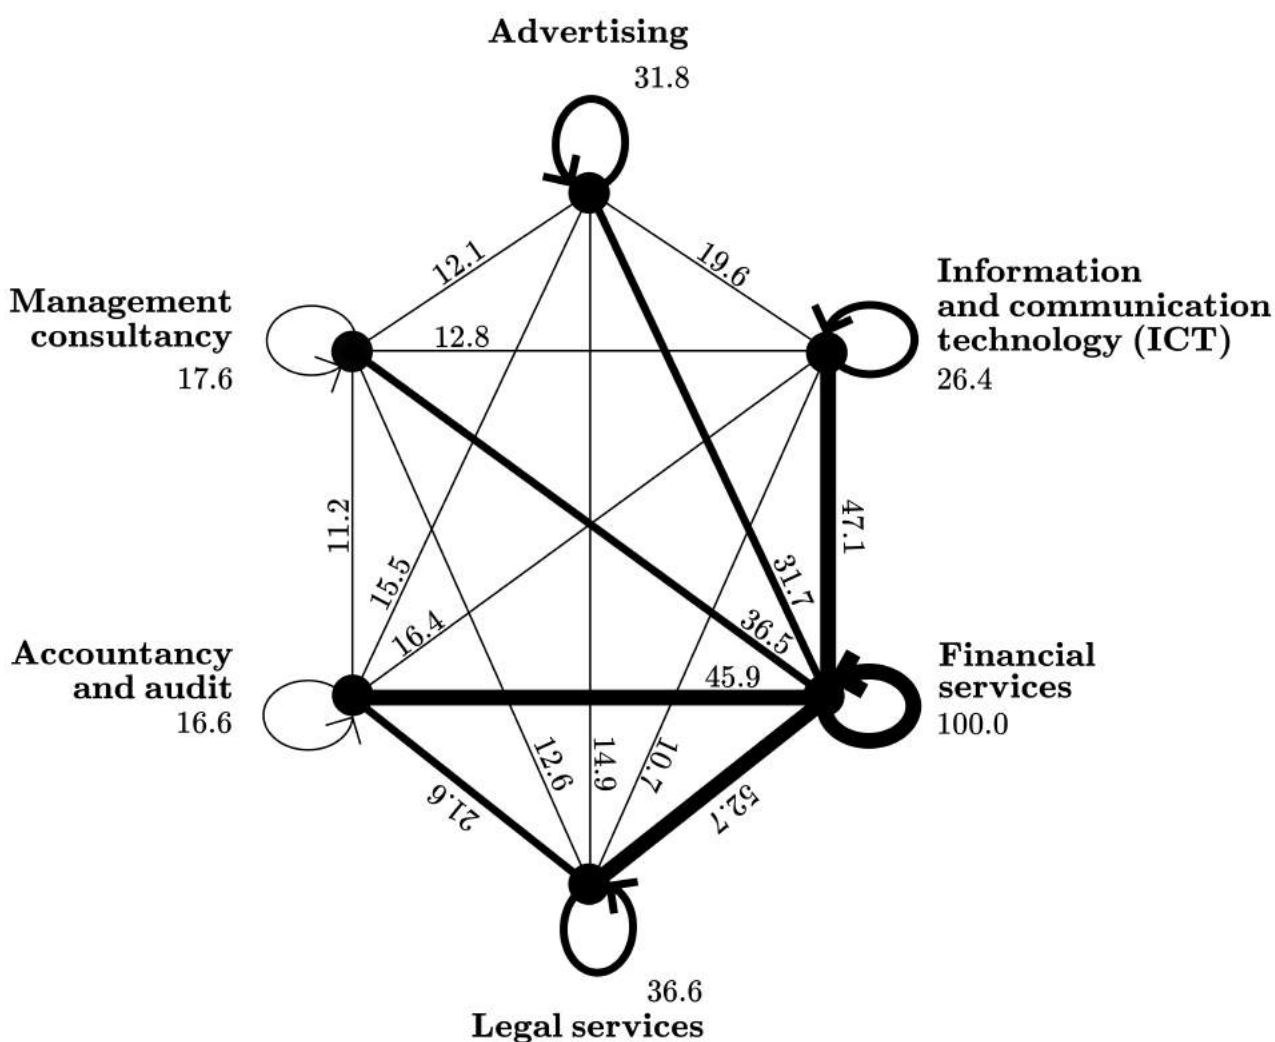 Advertising
31.8
12.1
19.6
Information
and communication
technology (ICT)
26.4
Management
consultancy
17.6
12.8
11.2
47.1
15.5
16.4
31.7
36.5
45.9
Accountancy
and audit
16.6
Financial
services
100.0
12.6
14.9
10.7
21.6
52.7
36.6
Legal services